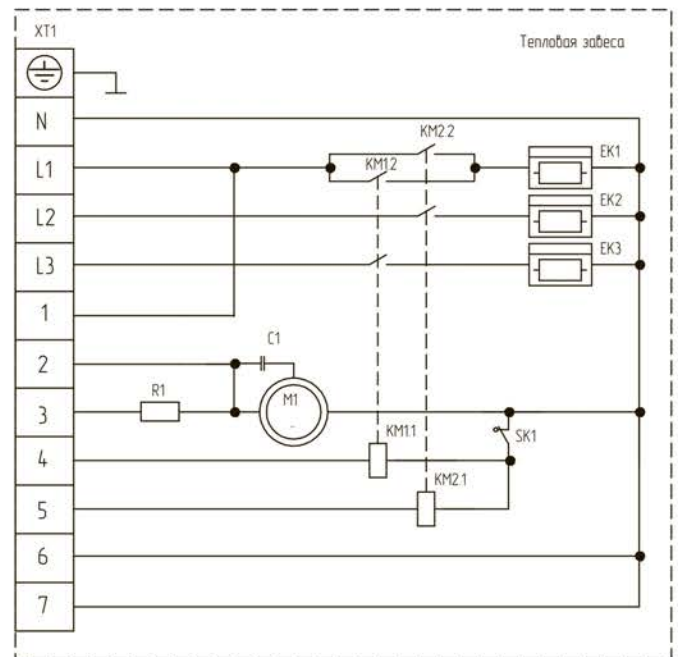 XT1
Тепловая завеса
N
KM2.2
L1
KM1.2
EK1
L2
EK2
L3
EK3
1
2
C1
3
R1
M1
~
4
KM1.1
SK1
5
KM2.1
6
7